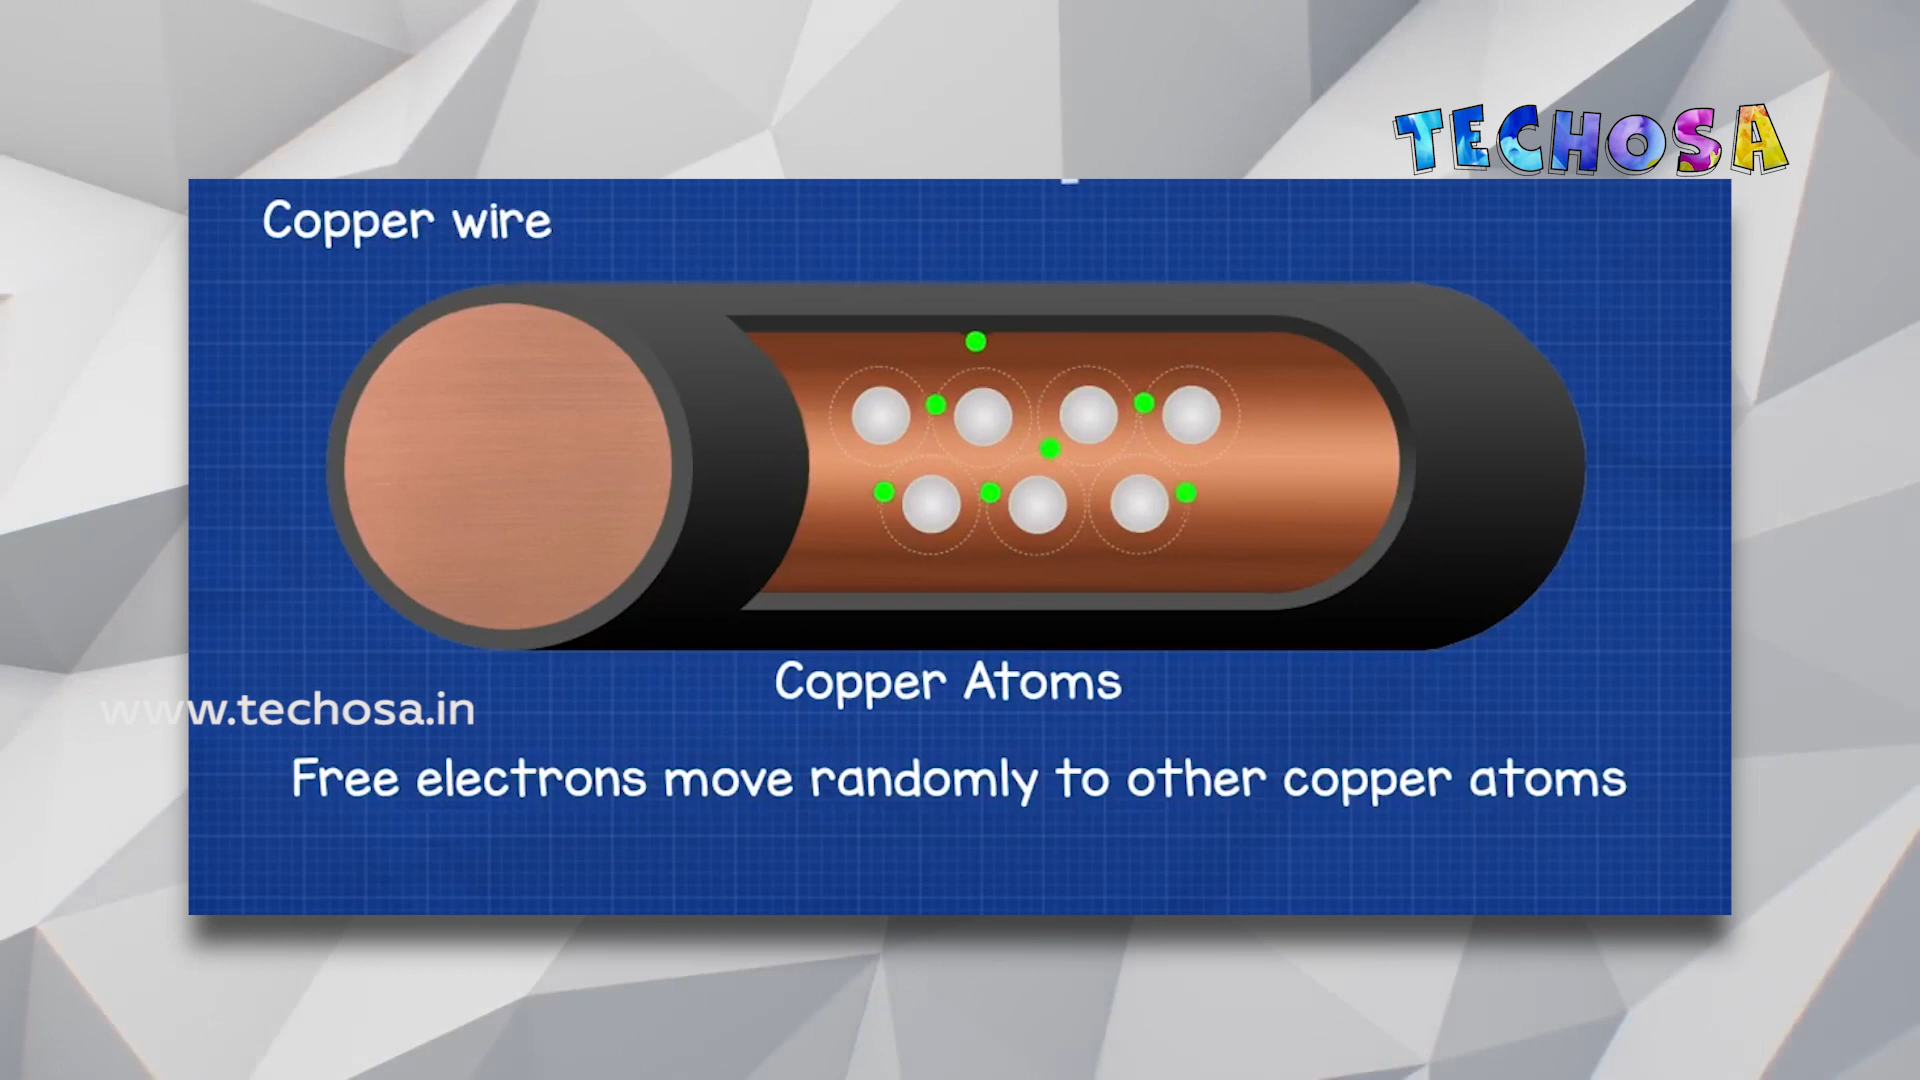 TECHOSA
Copper wire
Copper Atoms
www.techosa.in
Free electrons move randomly to other copper atoms